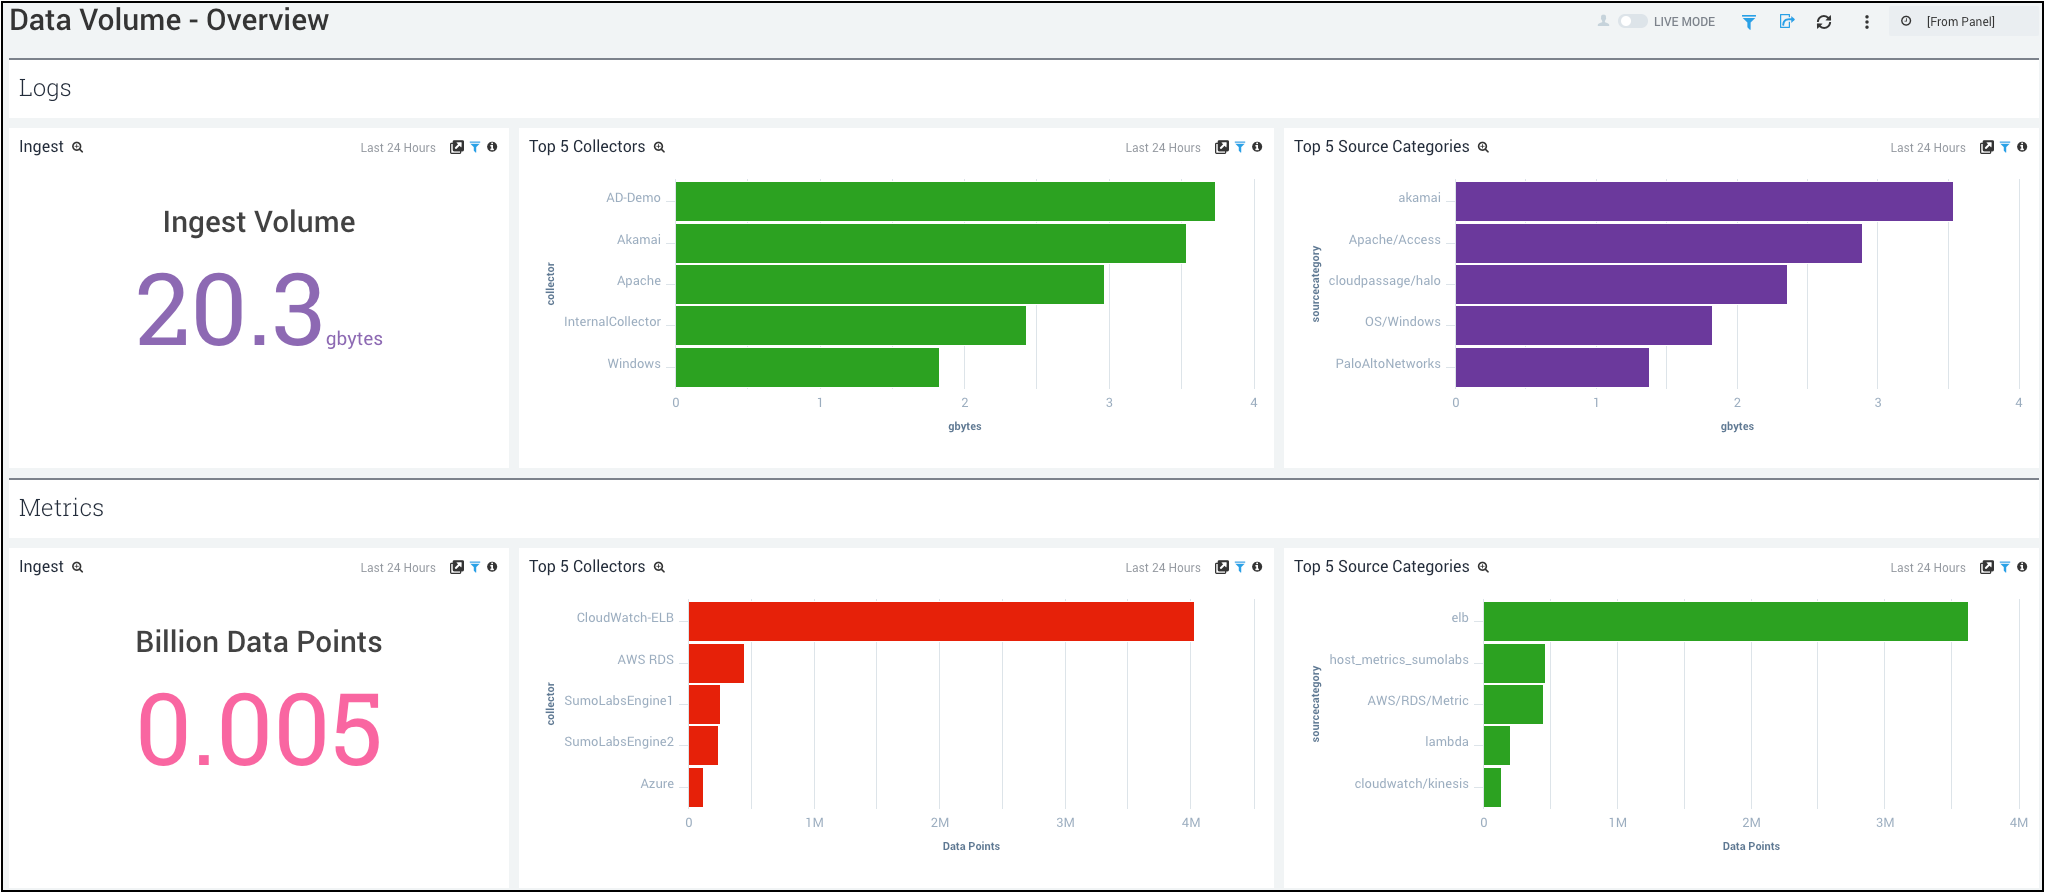 Data Volume - Overview
LIVE MODE
[From Panel]
Logs
Ingest
Last 24 Hours
Ingest Volume
20.3 gbytes
Top 5 Collectors
Last 24 Hours
collector
AD-Demo
Akamai
Apache
InternalCollector
Windows
0 1 2 3 4
gbytes
Top 5 Source Categories
Last 24 Hours
sourcecategory
akamai
Apache/Access
cloudpassage/halo
OS/Windows
PaloAltoNetworks
0 1 2 3 4
gbytes
Metrics
Ingest
Last 24 Hours
Billion Data Points
0.005
Top 5 Collectors
Last 24 Hours
collector
CloudWatch-ELB
AWS RDS
SumoLabsEngine1
SumoLabsEngine2
Azure
0 1M 2M 3M 4M
Data Points
Top 5 Source Categories
Last 24 Hours
sourcecategory
elb
host_metrics_sumolabs
AWS/RDS/Metric
lambda
cloudwatch/kinesis
0 1M 2M 3M 4M
Data Points